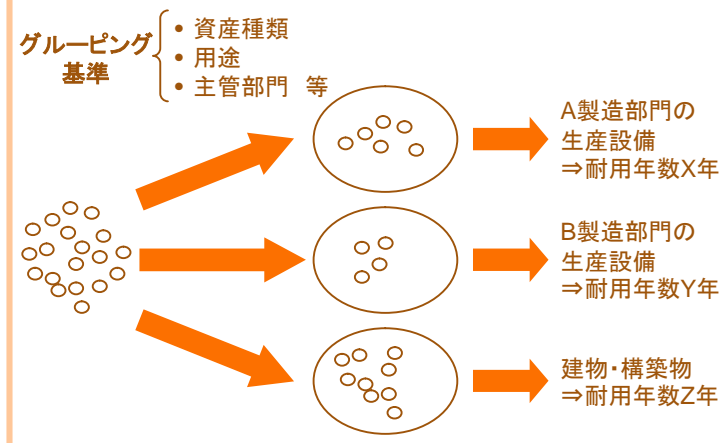 グルーピング
基準
• 資産種類
• 用途
• 主管部門　等
A製造部門の
生産設備
⇒耐用年数X年
B製造部門の
生産設備
⇒耐用年数Y年
建物・構築物
⇒耐用年数Z年